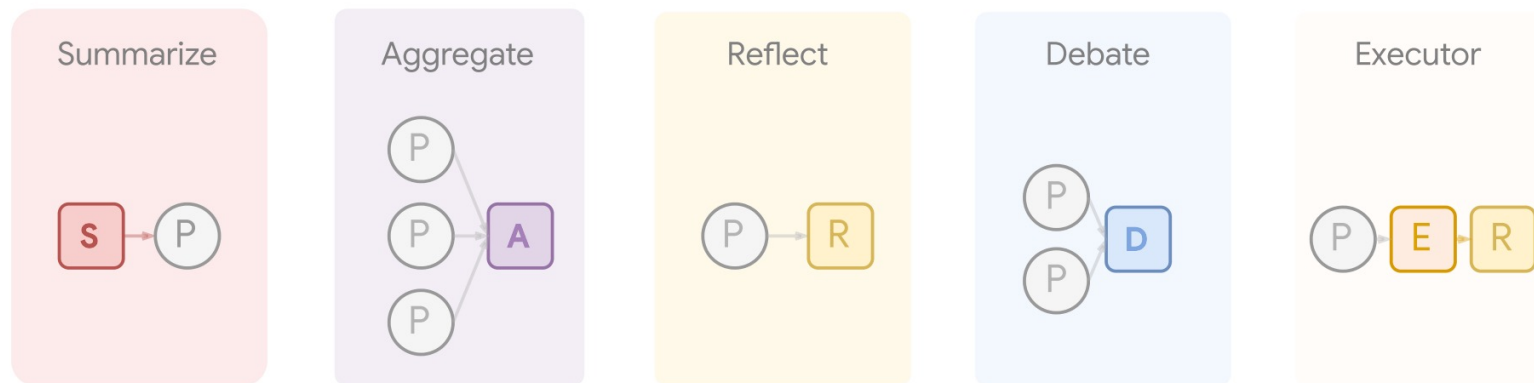 Summarize
S P
Aggregate
P
P A
P
Reflect
P R
Debate
P
D
P
Executor
P E R